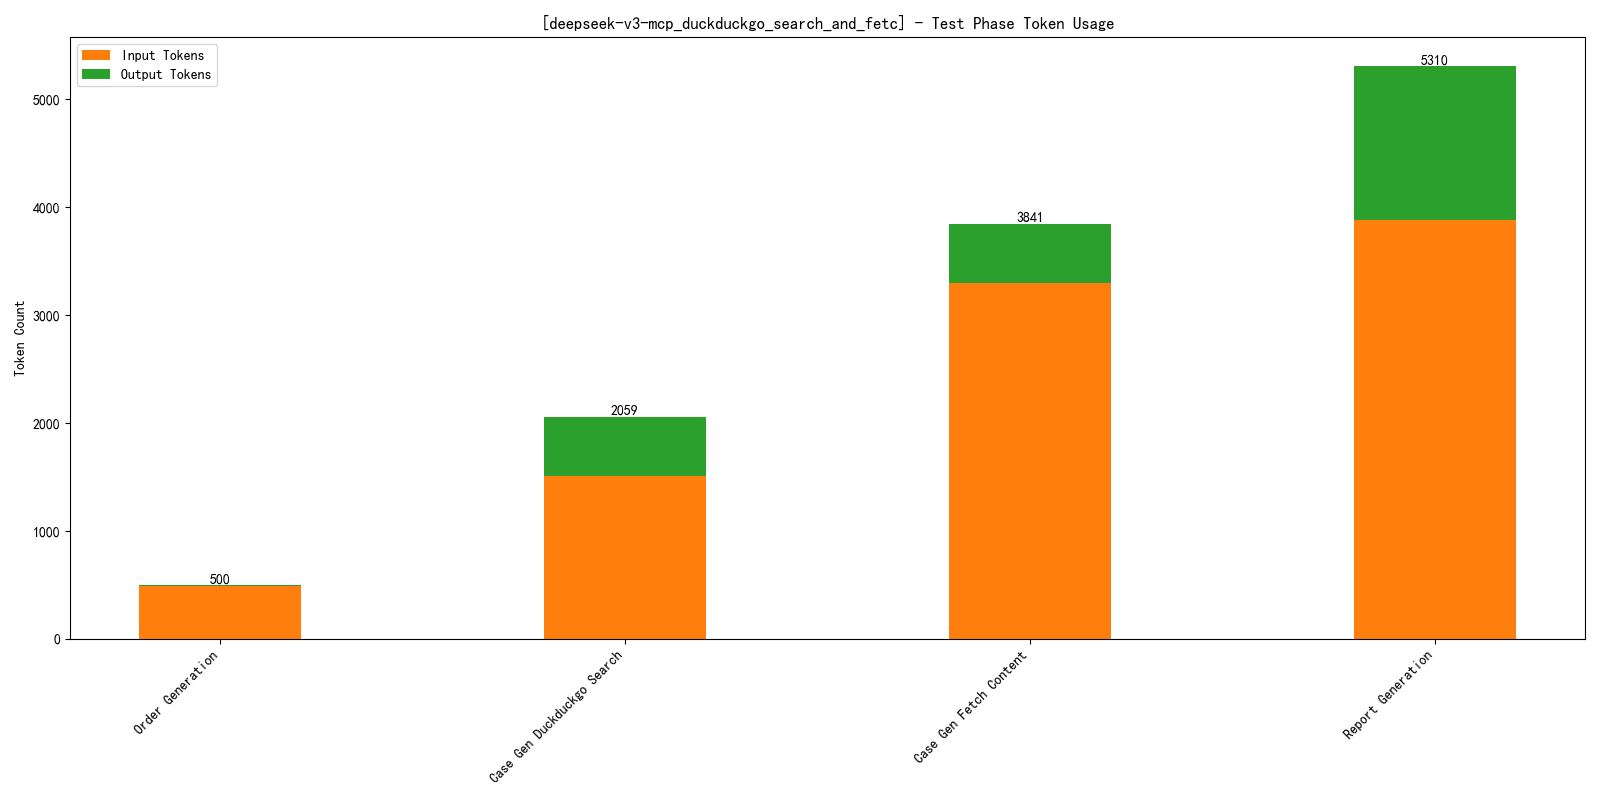 [deepseek-v3-mcp_duckduckgo_search_and_fetc] - Test Phase Token Usage
Input Tokens
Output Tokens
5310
5000
4000
3841
3000
Token Count
2059
2000
1000
500
0
Order Generation
Case Gen Duckduckgo Search
Case Gen Fetch Content
Report Generation